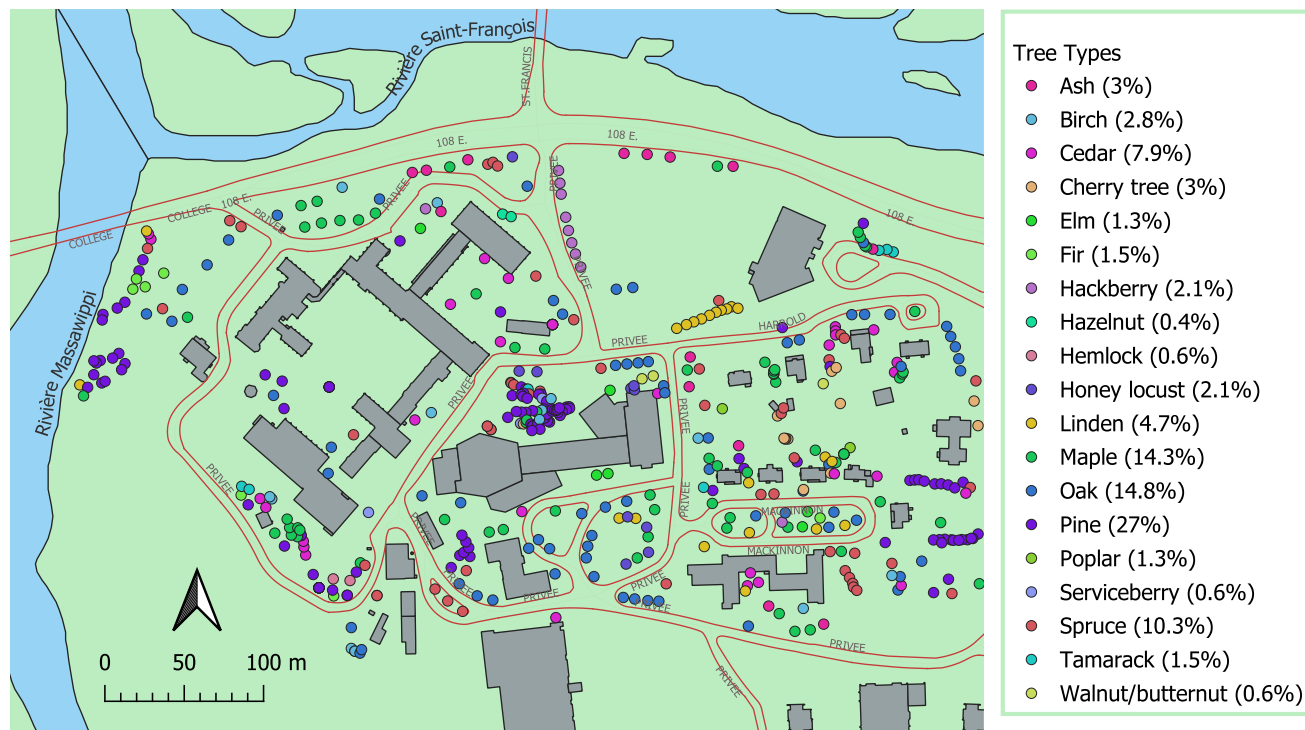 Rivière Saint-François
ST.FRANCIS
108 E.
108 E.
PRIVEE
PRIVEE
COLLEGE
108 E.
PRIVEE
COLLEGE
108 E.
PRIVEE
Rivière Massawippi
HAROLD
PRIVEE
PRIVEE
PRIVEE
PRIVEE
PRIVEE
PRIVEE
MACKINNON
MACKINNON
PRIVEE
PRIVEE
PRIVEE
PRIVEE
PRIVEE
PRIVEE
0 50 100 m
Tree Types
Ash (3%)
Birch (2.8%)
Cedar (7.9%)
Cherry tree (3%)
Elm (1.3%)
Fir (1.5%)
Hackberry (2.1%)
Hazelnut (0.4%)
Hemlock (0.6%)
Honey locust (2.1%)
Linden (4.7%)
Maple (14.3%)
Oak (14.8%)
Pine (27%)
Poplar (1.3%)
Serviceberry (0.6%)
Spruce (10.3%)
Tamarack (1.5%)
Walnut/butternut (0.6%)